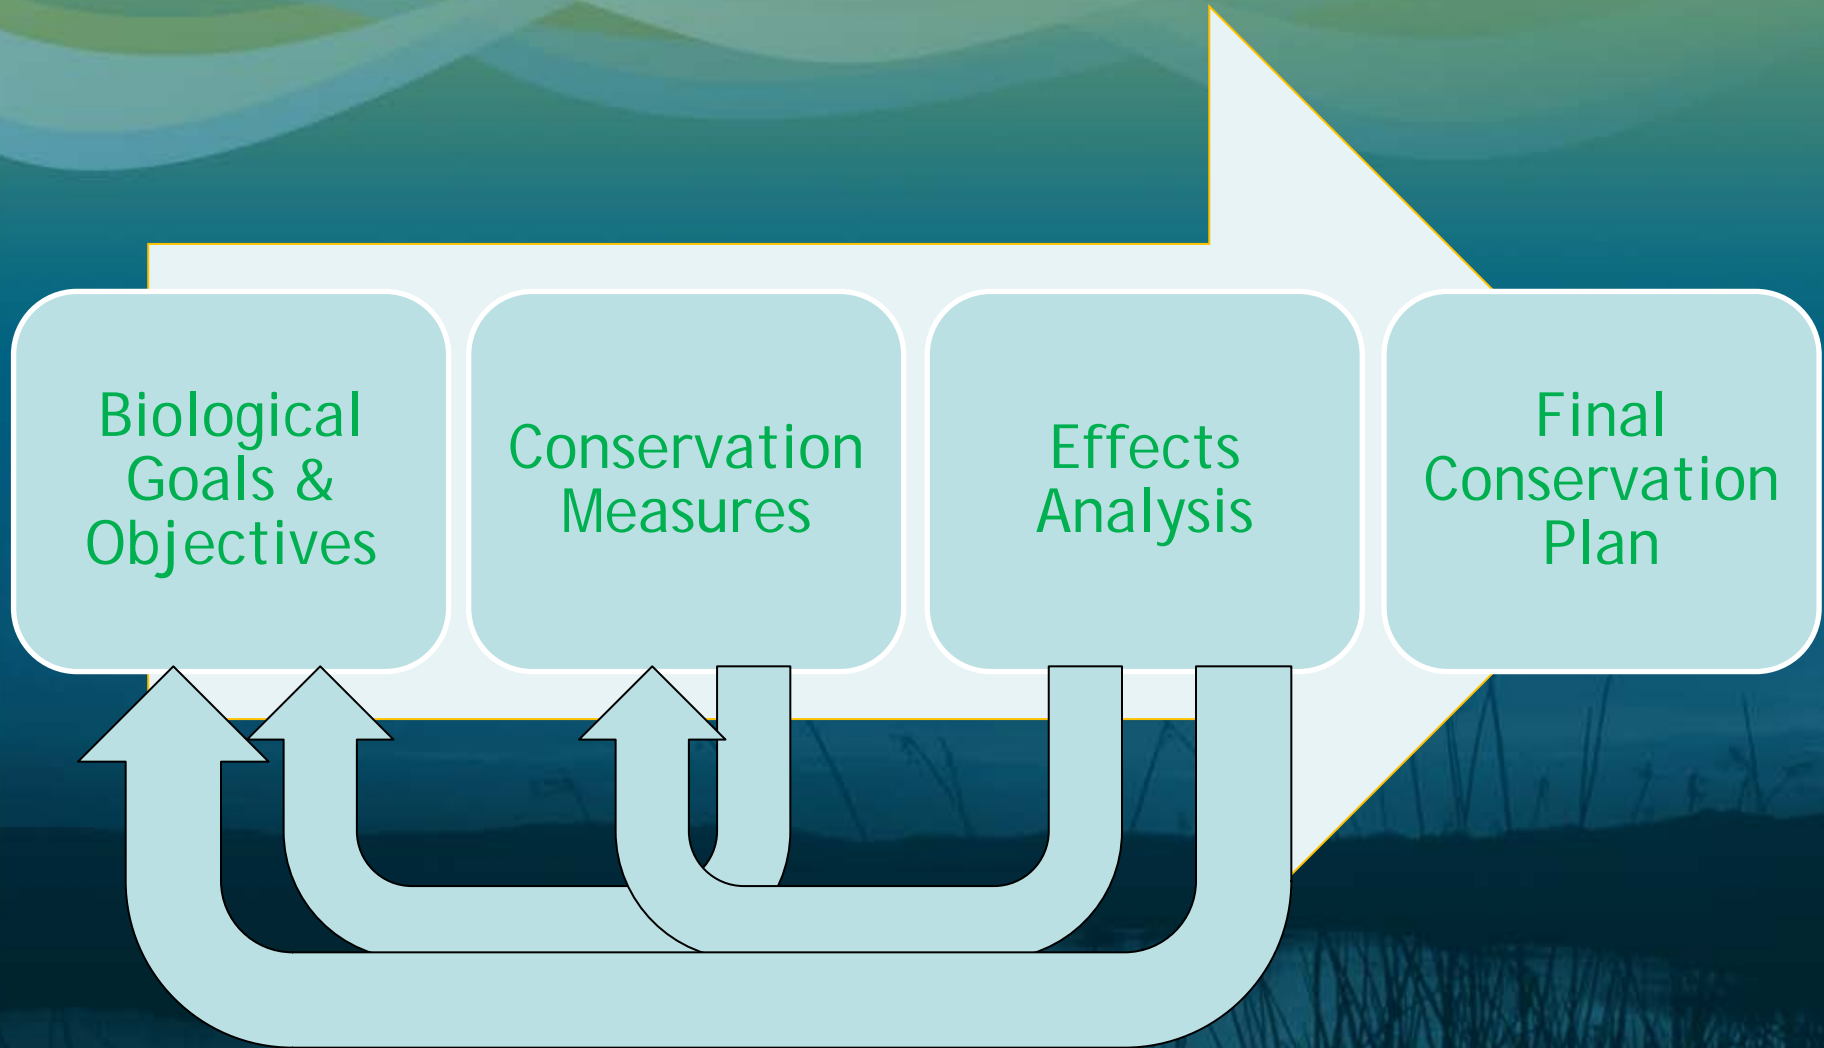 Biological
Goals &
Objectives
Conservation
Measures
Effects
Analysis
Final
Conservation
Plan